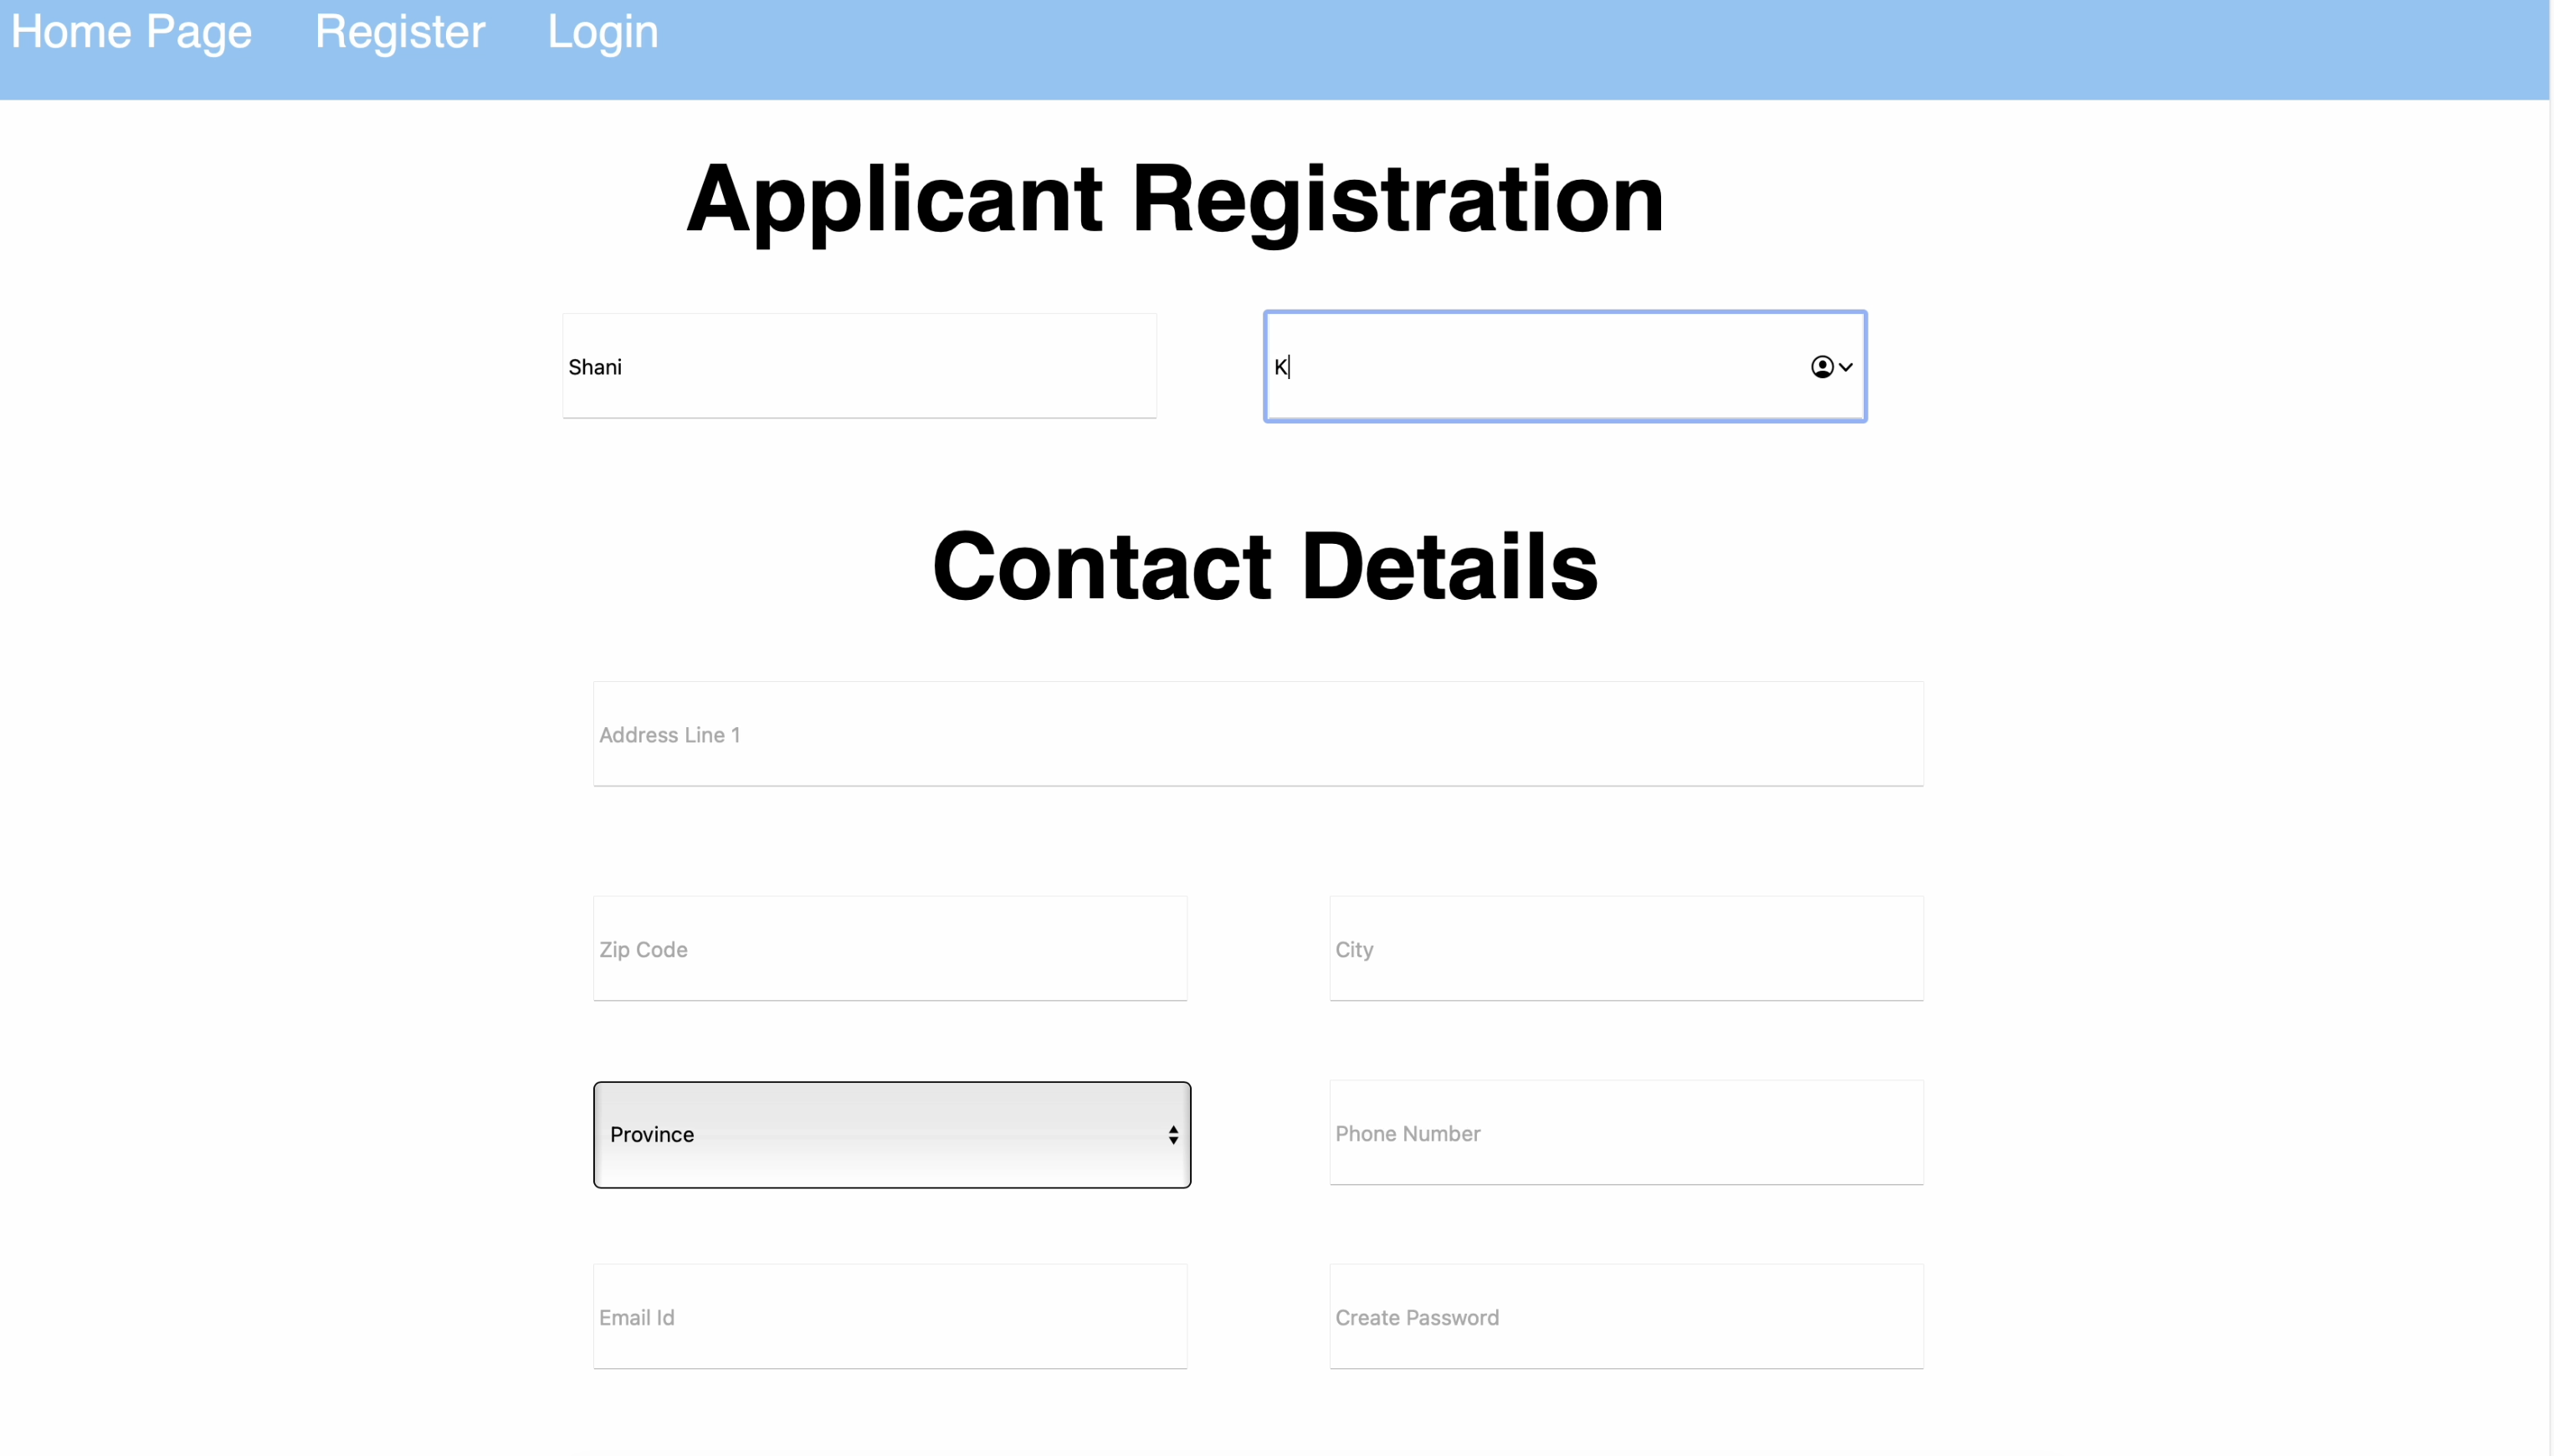 Home Page Register Login
Applicant Registration
Shani K
Contact Details
Address Line 1
Zip Code City
Province Phone Number
Email Id Create Password